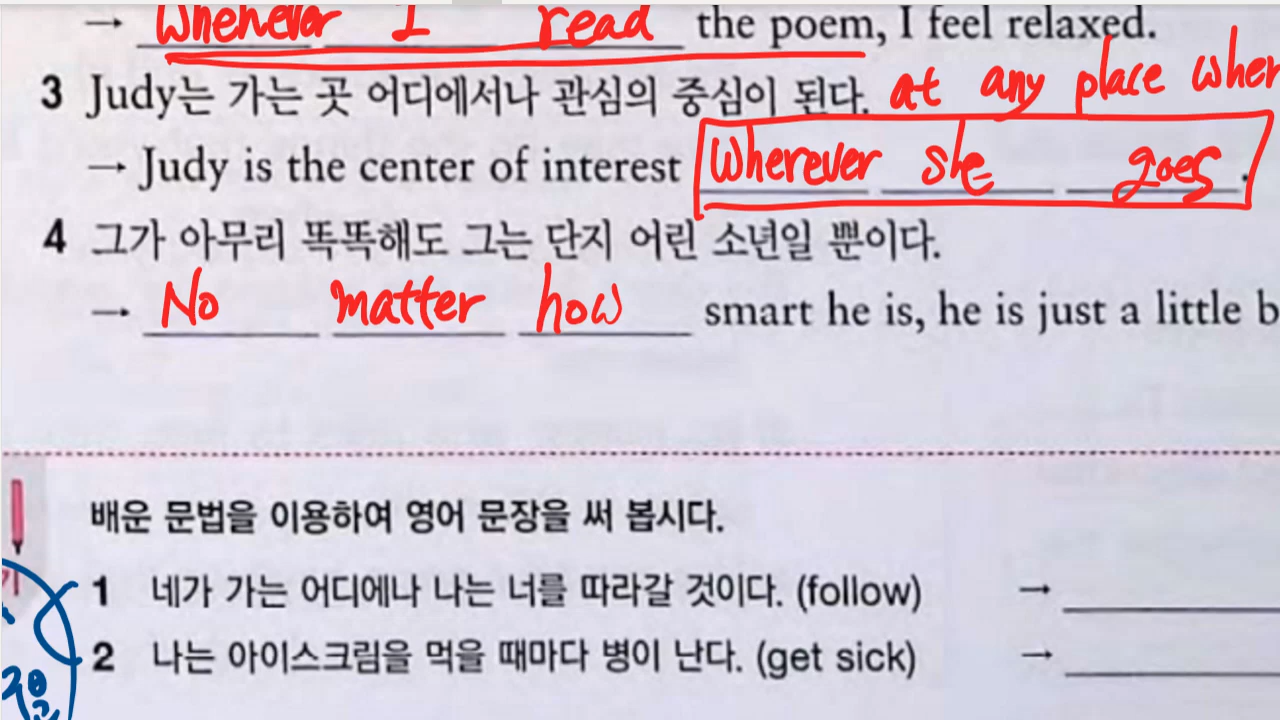 → Whenever I read the poem, I feel relaxed.
3 Judy는 가는 곳 어디에서나 관심의 중심이 된다. at any place wher
→ Judy is the center of interest Wherever she goes.
4 그가 아무리 똑똑해도 그는 단지 어린 소년일 뿐이다.
→ No matter how smart he is, he is just a little b
배운 문법을 이용하여 영어 문장을 써 봅시다.
1 네가 가는 어디에나 나는 너를 따라갈 것이다. (follow) →
2 나는 아이스크림을 먹을 때마다 병이 난다. (get sick) →